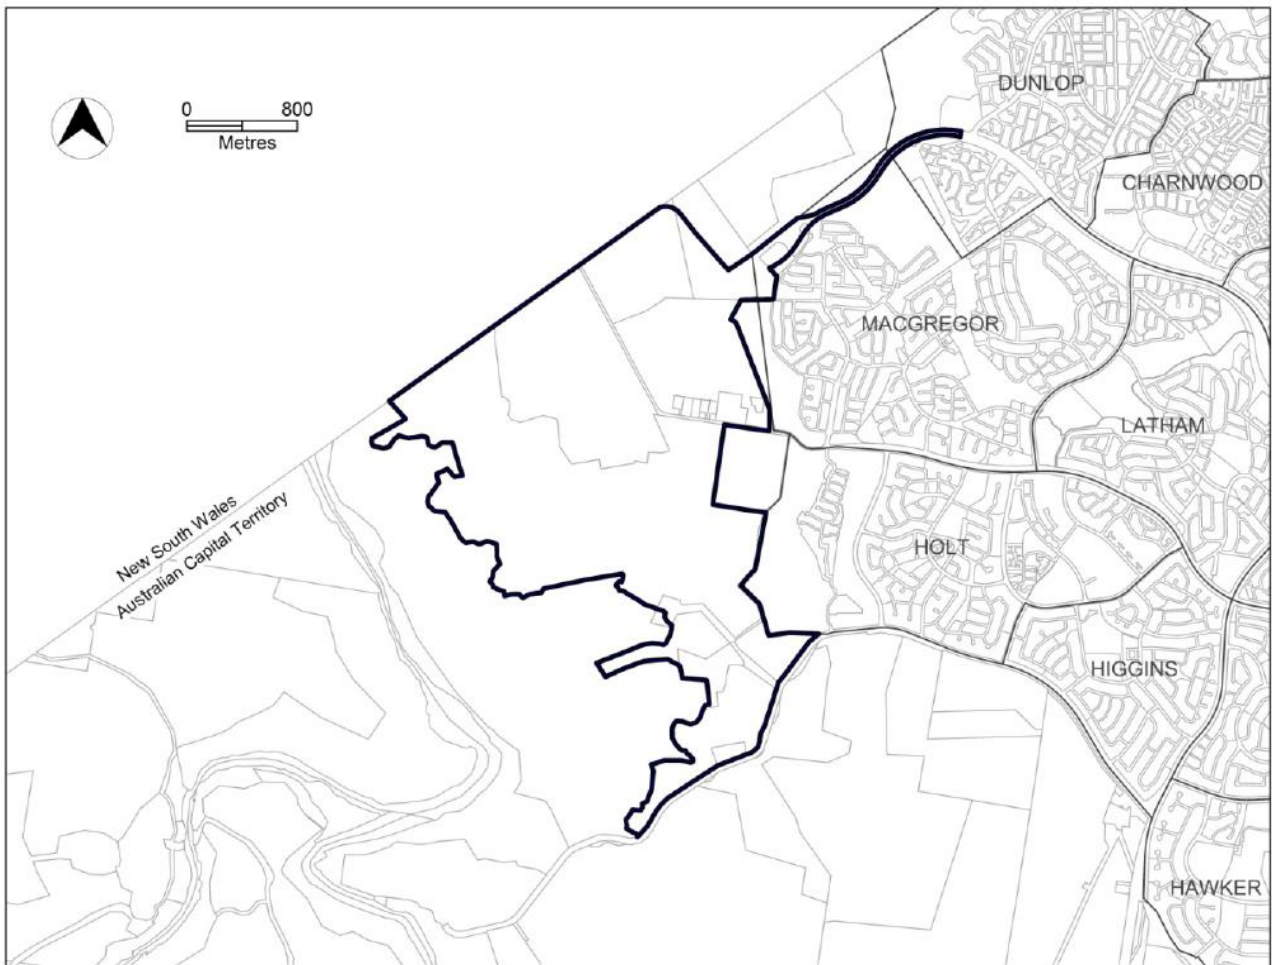 DUNLOP
0 800
Metres
CHARNWOOD
MACGREGOR
LATHAM
New South Wales
Australian Capital Territory
HOLT
HIGGINS
HAWKER